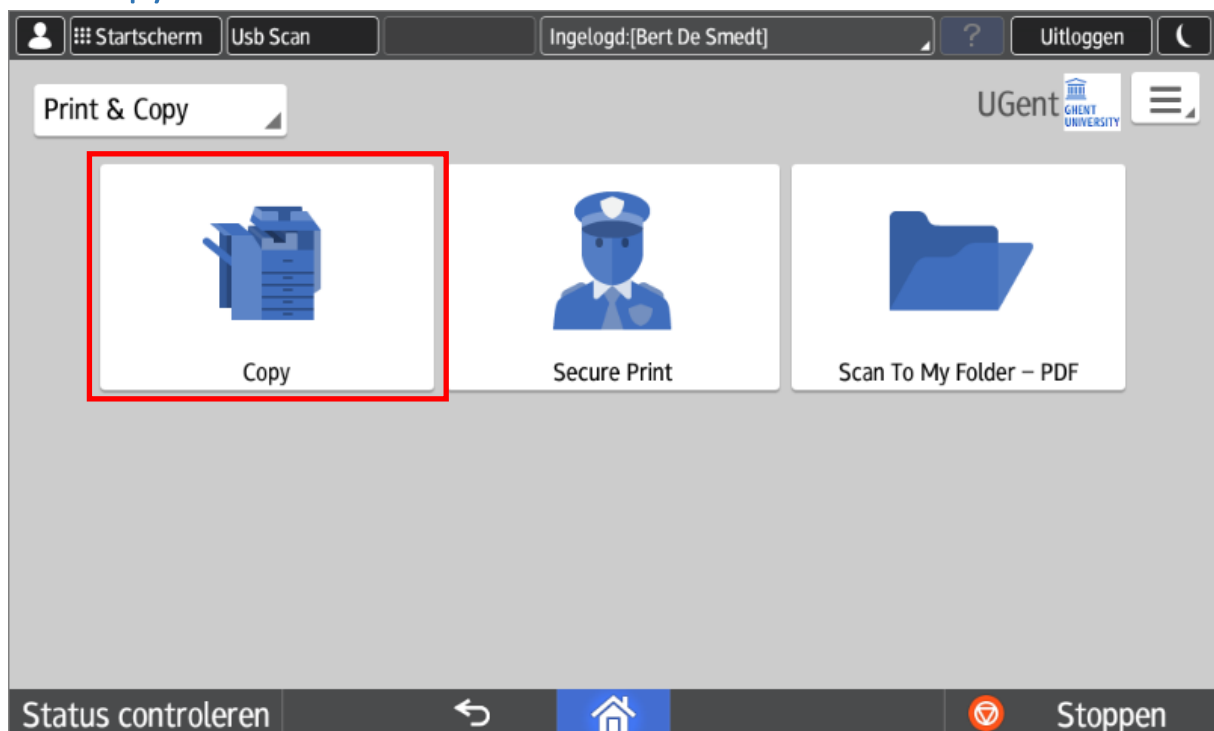 Startscherm
Usb Scan
Ingelogd:[Bert De Smedt]
?
Uitloggen
Print & Copy
UGent
GHENT
UNIVERSITY
Copy
Secure Print
Scan To My Folder – PDF
Status controleren
Stoppen